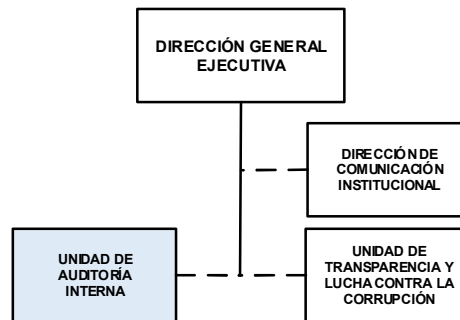 DIRECCIÓN GENERAL
EJECUTIVA
DIRECCIÓN DE
COMUNICACIÓN
INSTITUCIONAL
UNIDAD DE
AUDITORÍA
INTERNA
UNIDAD DE
TRANSPARENCIA Y
LUCHA CONTRA LA
CORRUPCIÓN